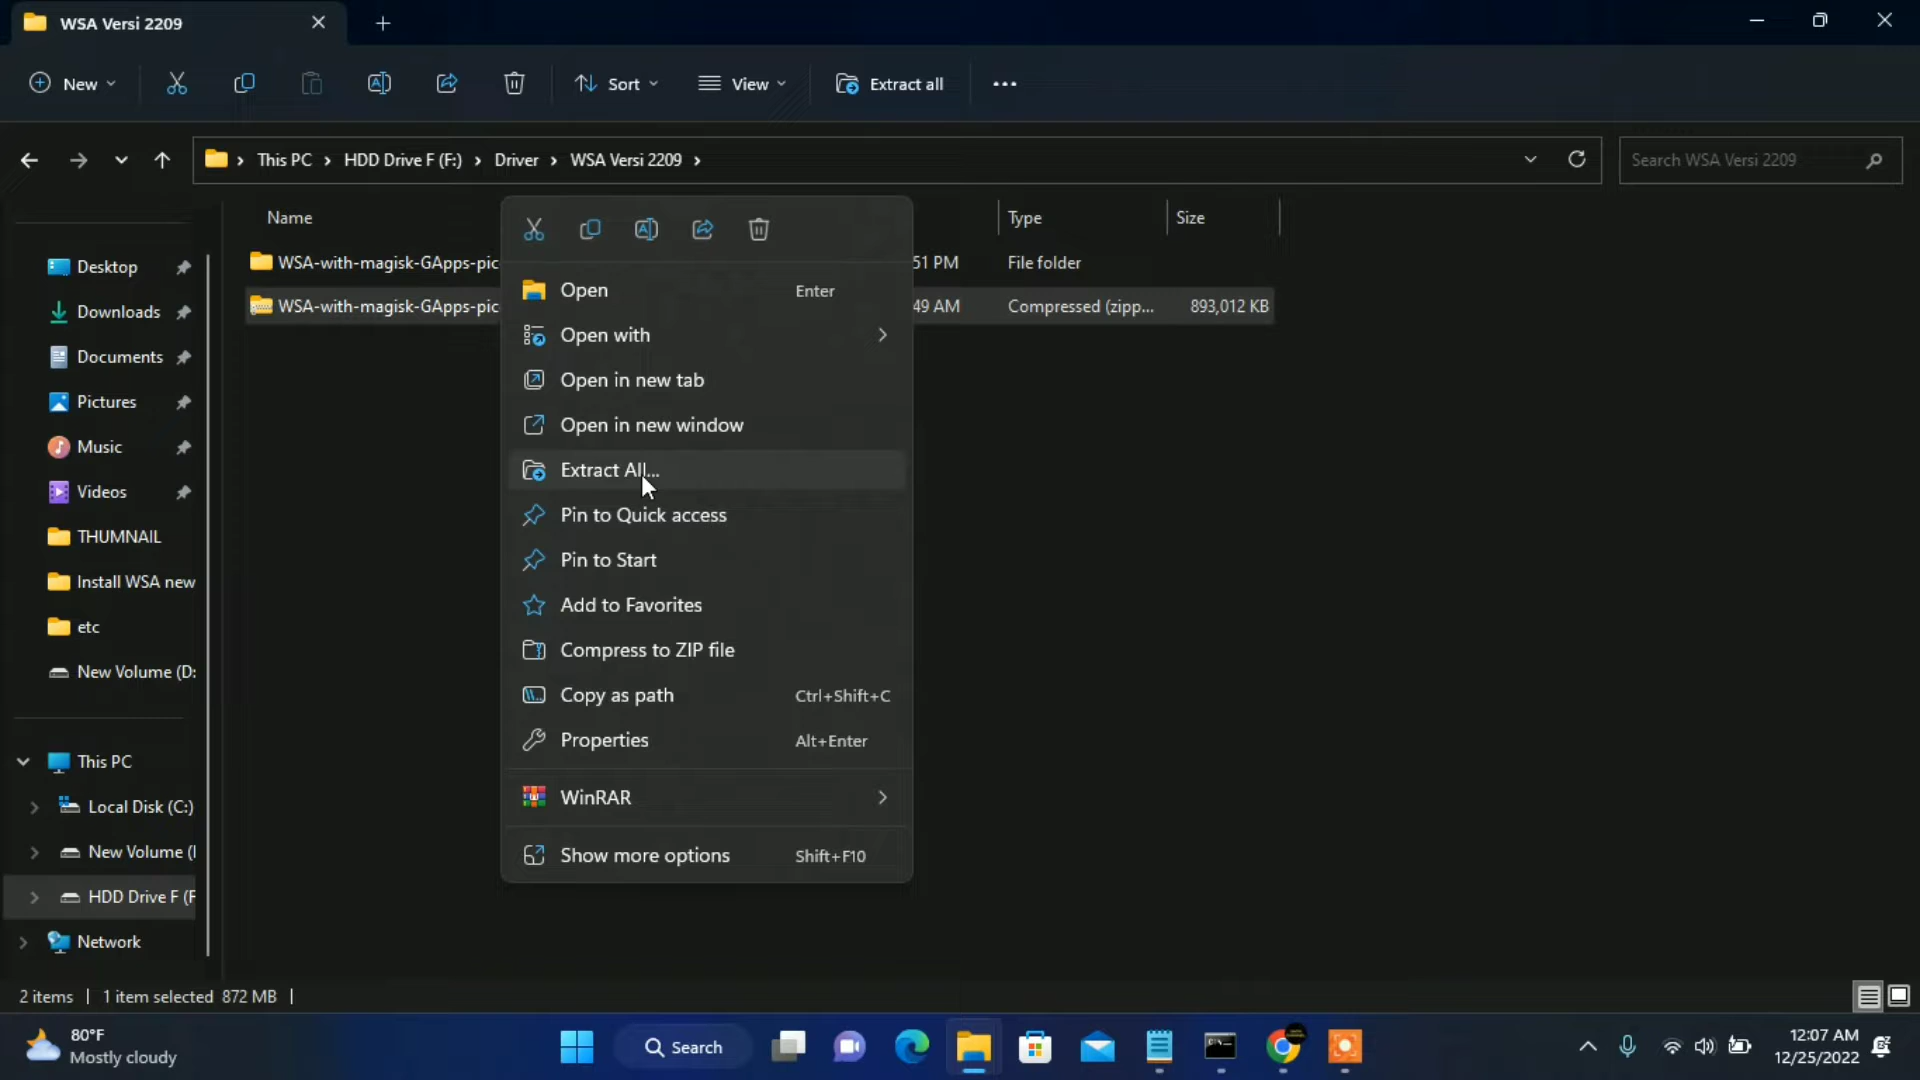 WSA Versi 2209
New
Sort
View
Extract all
This PC › HDD Drive F (F:) › Driver › WSA Versi 2209 ›
Search WSA Versi 2209
Name
Type
Size
WSA-with-magisk-GApps-pic
51 PM
File folder
WSA-with-magisk-GApps-pic
49 AM
Compressed (zipp...
893,012 KB
Desktop
Downloads
Documents
Pictures
Music
Videos
THUMNAIL
Install WSA new
etc
New Volume (D:
This PC
Local Disk (C:)
New Volume (
HDD Drive F (F
Network
Open Enter
Open with
Open in new tab
Open in new window
Extract All...
Pin to Quick access
Pin to Start
Add to Favorites
Compress to ZIP file
Copy as path Ctrl+Shift+C
Properties Alt+Enter
WinRAR
Show more options Shift+F10
2 items | 1 item selected 872 MB |
80°F
Mostly cloudy
Search
12:07 AM
12/25/2022